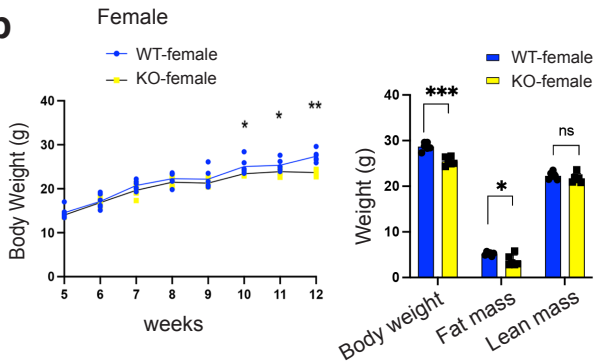 b
Female
WT-female
KO-female
Body Weight (g)
40
30
20
10
0
*
*
**
5
6
7
8
9
10
11
12
weeks
WT-female
KO-female
Weight (g)
40
30
20
10
0
***
*
ns
Body weight
Fat mass
Lean mass